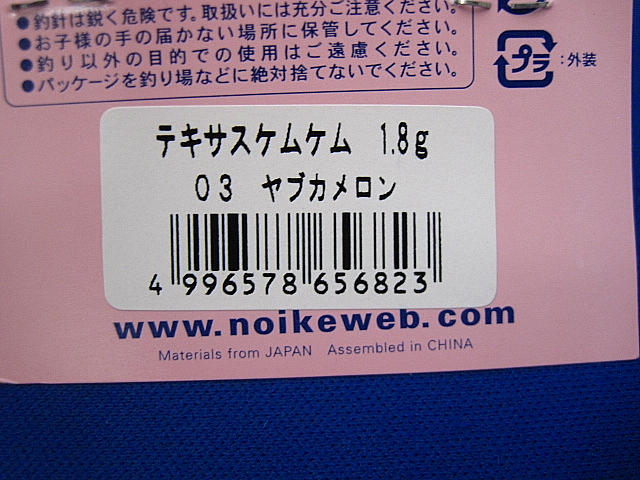 ●釣針は鋭く危険です。取扱いには充分ご注意ください。
●お子様の手の届かない場所に保管してください。
●釣り以外の目的での使用はご遠慮ください。
●パッケージを釣り場などに絶対捨てないでください。
プラ :外装
テキサスケムケム 1.8g
03 ヤブカメロン
4 996578 656823
www.noikeweb.com
Materials from JAPAN Assembled in CHINA